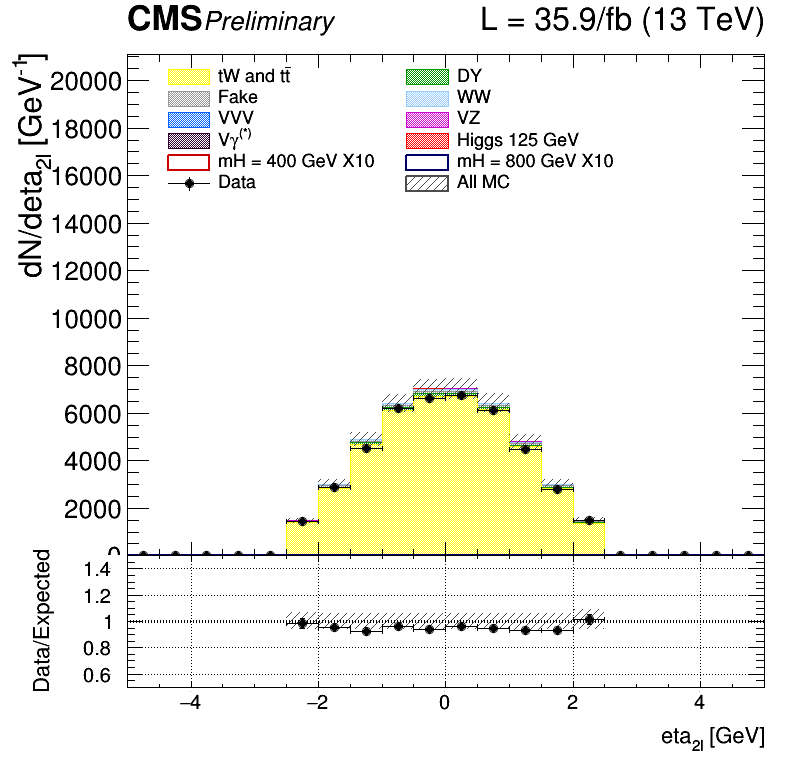 CMS Preliminary L = 35.9/fb (13 TeV)
dN/deta2l [GeV-1]
20000
18000
16000
14000
12000
10000
8000
6000
4000
2000
0
tW and tt̄
DY
Fake
WW
VVV
VZ
Vγ(*)
Higgs 125 GeV
mH = 400 GeV X10
mH = 800 GeV X10
Data
All MC
Data/Expected
1.4
1.2
1
0.8
0.6
−4 −2 0 2 4
eta2l [GeV]